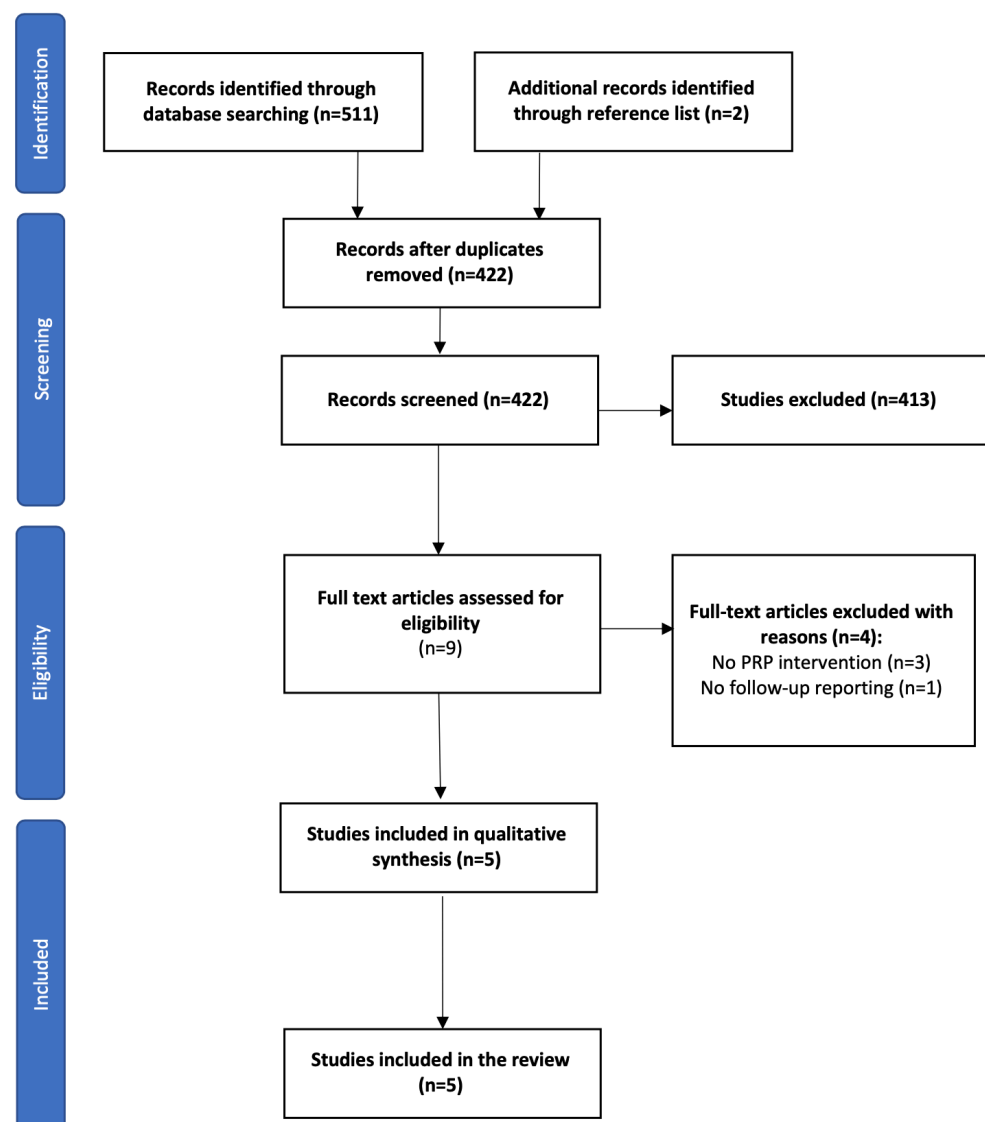 Identification
Records identified through
database searching (n=511)
Additional records identified
through reference list (n=2)
Screening
Records after duplicates
removed (n=422)
Records screened (n=422)
Studies excluded (n=413)
Eligibility
Full text articles assessed for
eligibility
(n=9)
Full-text articles excluded with
reasons (n=4):
No PRP intervention (n=3)
No follow-up reporting (n=1)
Included
Studies included in qualitative
synthesis (n=5)
Studies included in the review
(n=5)